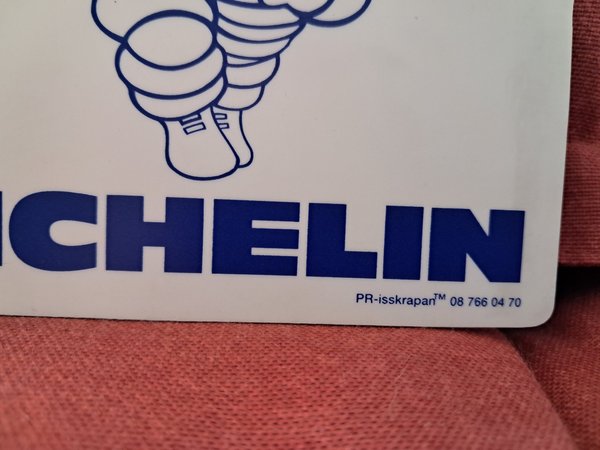 ICHELIN
PR-isskrapan™ 08 766 04 70